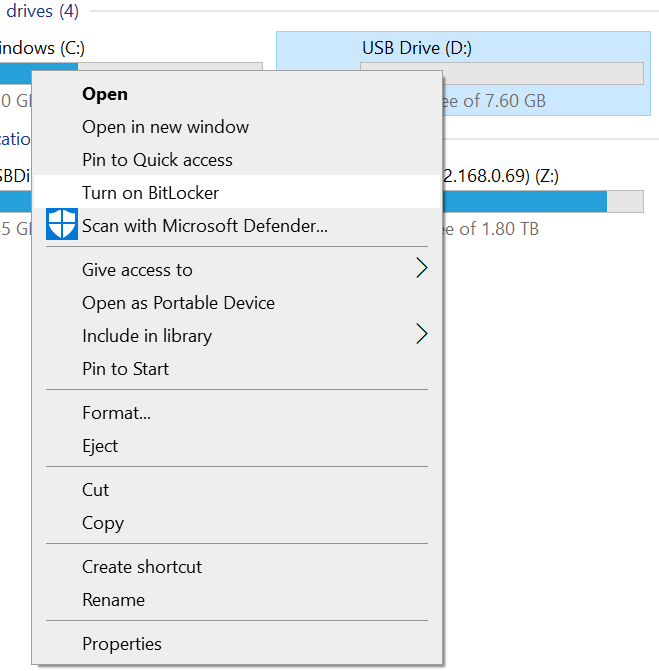 drives (4)
indows (C:)
USB Drive (D:)
0 G
ee of 7.60 GB
Open
Open in new window
Pin to Quick access
catio
SBDi
2.168.0.69) (Z:)
Turn on BitLocker
5 G
ee of 1.80 TB
Scan with Microsoft Defender...
Give access to
Open as Portable Device
Include in library
Pin to Start
Format...
Eject
Cut
Copy
Create shortcut
Rename
Properties